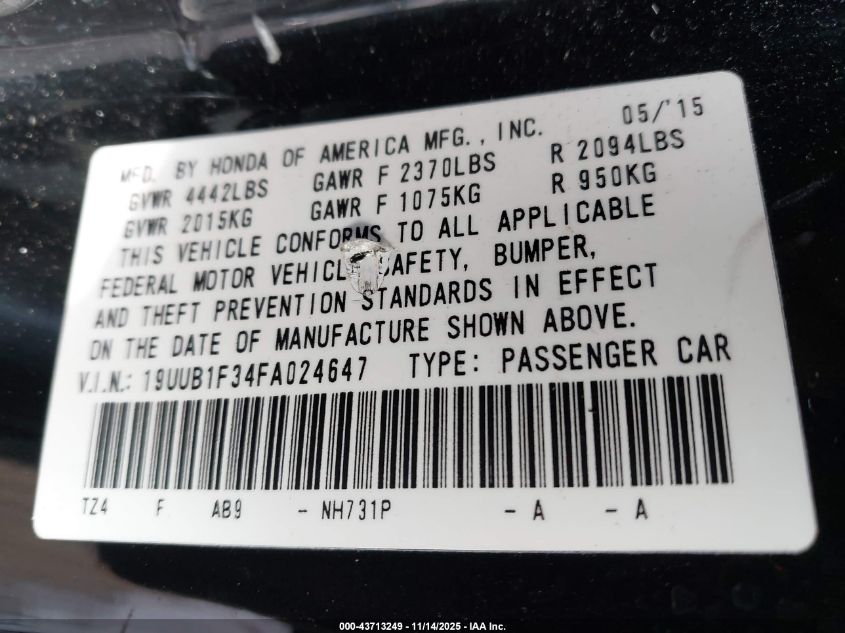 MFD. BY HONDA OF AMERICA MFG., INC. 05/'15
GVWR 4442LBS GAWR F 2370LBS R 2094LBS
GVWR 2015KG GAWR F 1075KG R 950KG
THIS VEHICLE CONFORMS TO ALL APPLICABLE
FEDERAL MOTOR VEHICLE SAFETY, BUMPER,
AND THEFT PREVENTION STANDARDS IN EFFECT
ON THE DATE OF MANUFACTURE SHOWN ABOVE.
V.I.N.: 19UUB1F34FA024647 TYPE: PASSENGER CAR
TZ4 F AB9 - NH731P - A - A
000-43713249 - 11/14/2025 - IAA Inc.